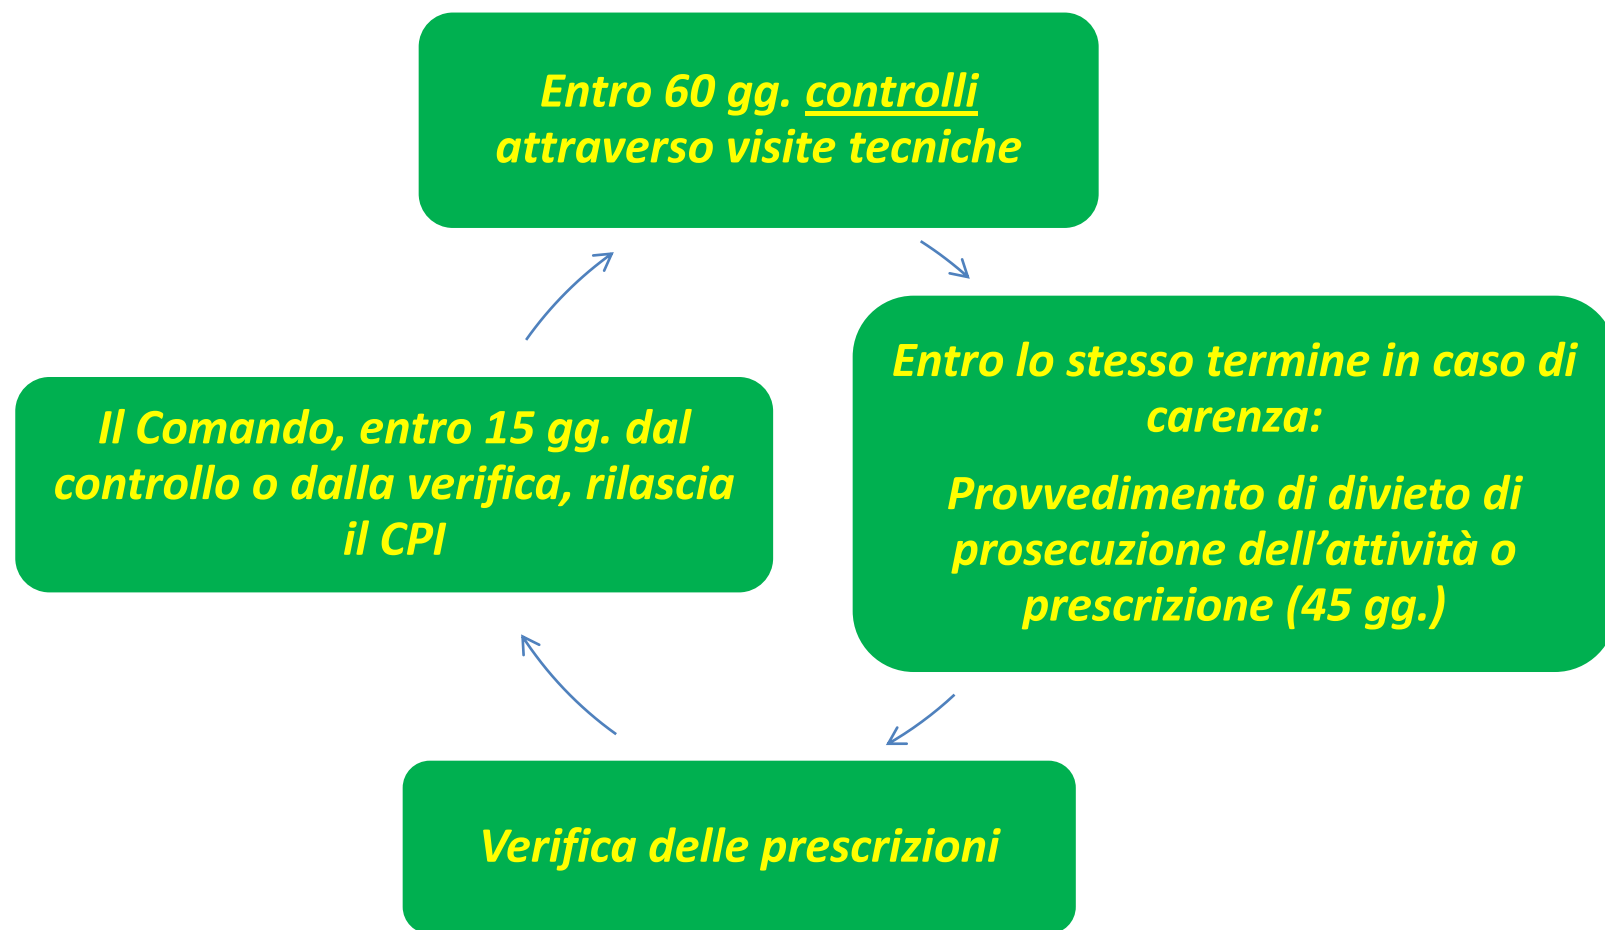 Entro 60 gg. controlli
attraverso visite tecniche
Entro lo stesso termine in caso di
carenza:
Provvedimento di divieto di
prosecuzione dell’attività o
prescrizione (45 gg.)
Verifica delle prescrizioni
Il Comando, entro 15 gg. dal
controllo o dalla verifica, rilascia
il CPI